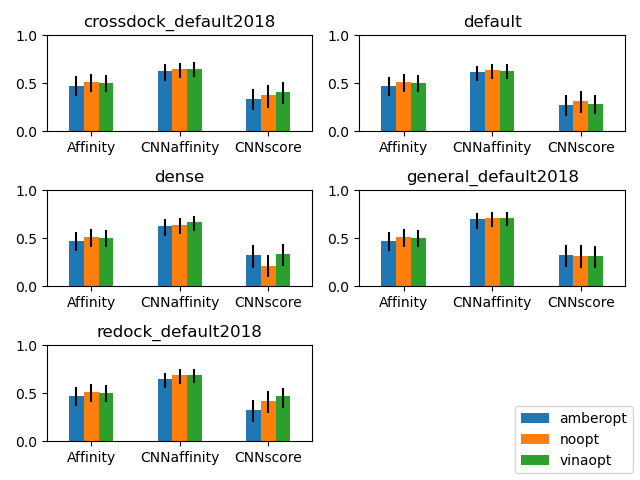 crossdock_default2018
1.0
0.5
0.0
Affinity CNNaffinity CNNscore
default
1.0
0.5
0.0
Affinity CNNaffinity CNNscore
dense
1.0
0.5
0.0
Affinity CNNaffinity CNNscore
general_default2018
1.0
0.5
0.0
Affinity CNNaffinity CNNscore
redock_default2018
1.0
0.5
0.0
Affinity CNNaffinity CNNscore
amberopt
noopt
vinaopt